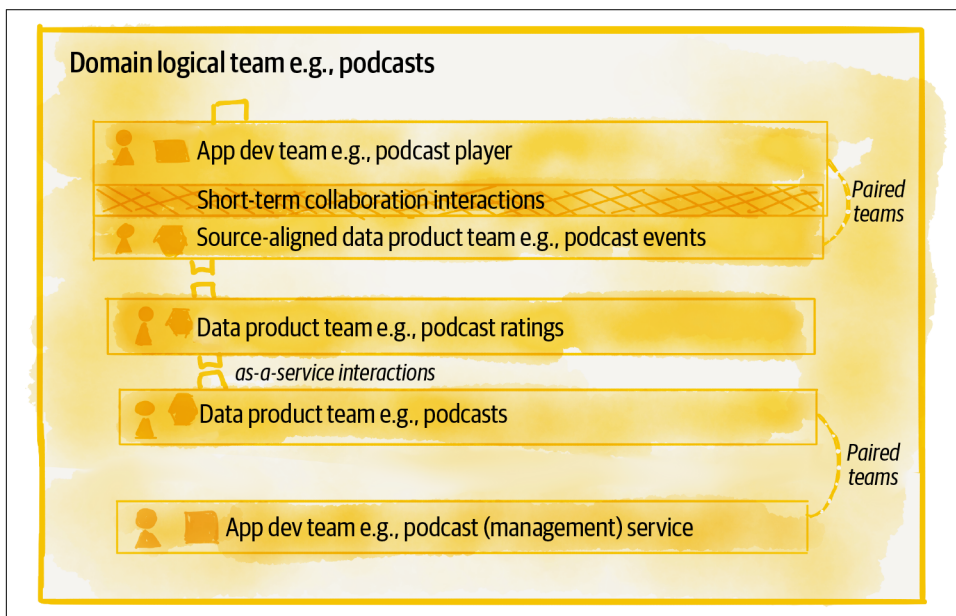 Domain logical team e.g., podcasts
App dev team e.g., podcast player
Short-term collaboration interactions
Source-aligned data product team e.g., podcast events
Paired
teams
Data product team e.g., podcast ratings
as-a-service interactions
Data product team e.g., podcasts
Paired
teams
App dev team e.g., podcast (management) service